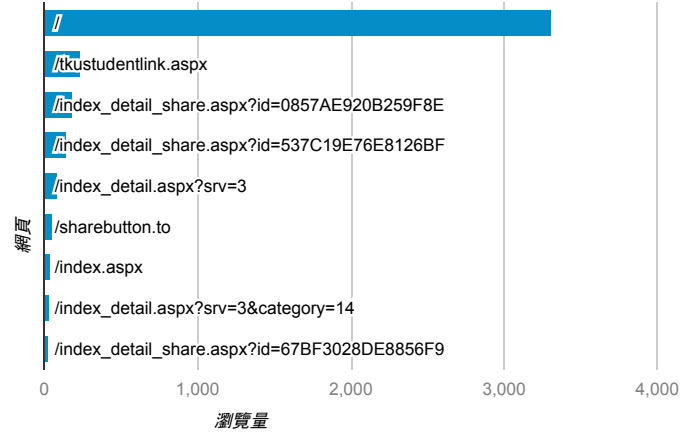 /
/tkustudentlink.aspx
/index_detail_share.aspx?id=0857AE920B259F8E
/index_detail_share.aspx?id=537C19E76E8126BF
/index_detail.aspx?srv=3
/sharebutton.to
/index.aspx
/index_detail.aspx?srv=3&category=14
/index_detail_share.aspx?id=67BF3028DE8856F9
網頁
0 1,000 2,000 3,000 4,000
瀏覽量